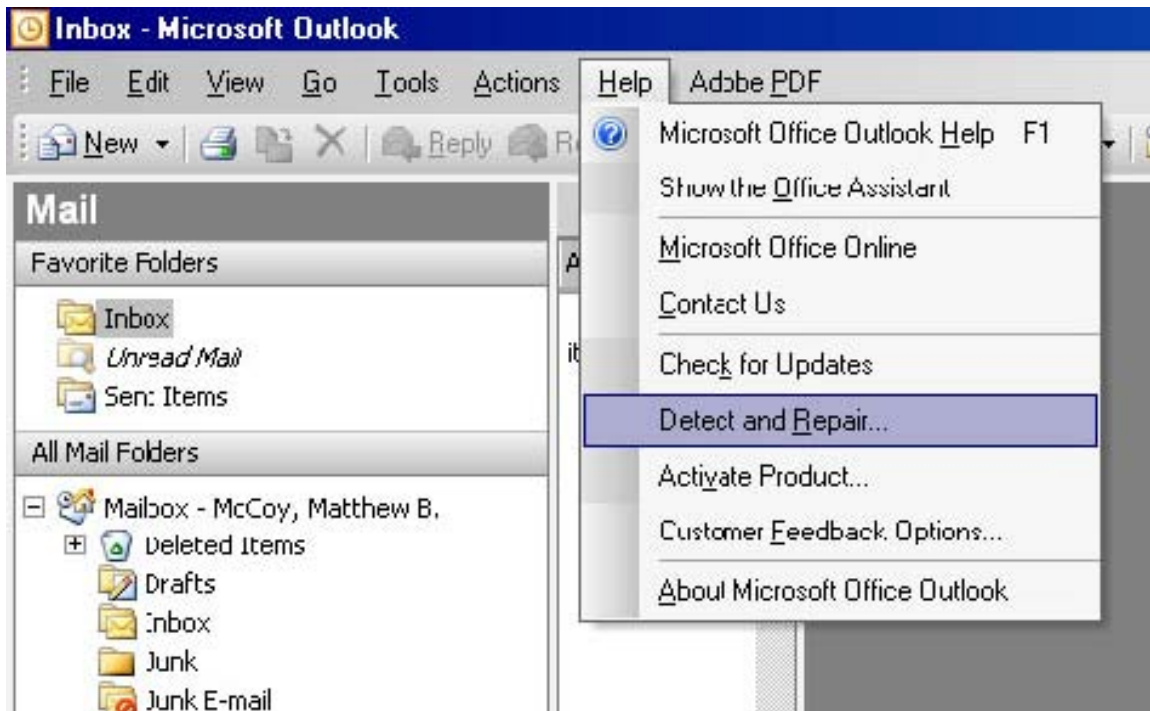 Inbox - Microsoft Outlook
File Edit View Go Tools Actions Help Adobe PDF
New Reply
Mail
Favorite Folders
Inbox
Unread Mail
Sent Items
All Mail Folders
Mailbox - McCoy, Matthew B.
Deleted Items
Drafts
Inbox
Junk
Junk E-mail
Microsoft Office Outlook Help F1
Show the Office Assistant
Microsoft Office Online
Contact Us
Check for Updates
Detect and Repair...
Activate Product...
Customer Feedback Options...
About Microsoft Office Outlook